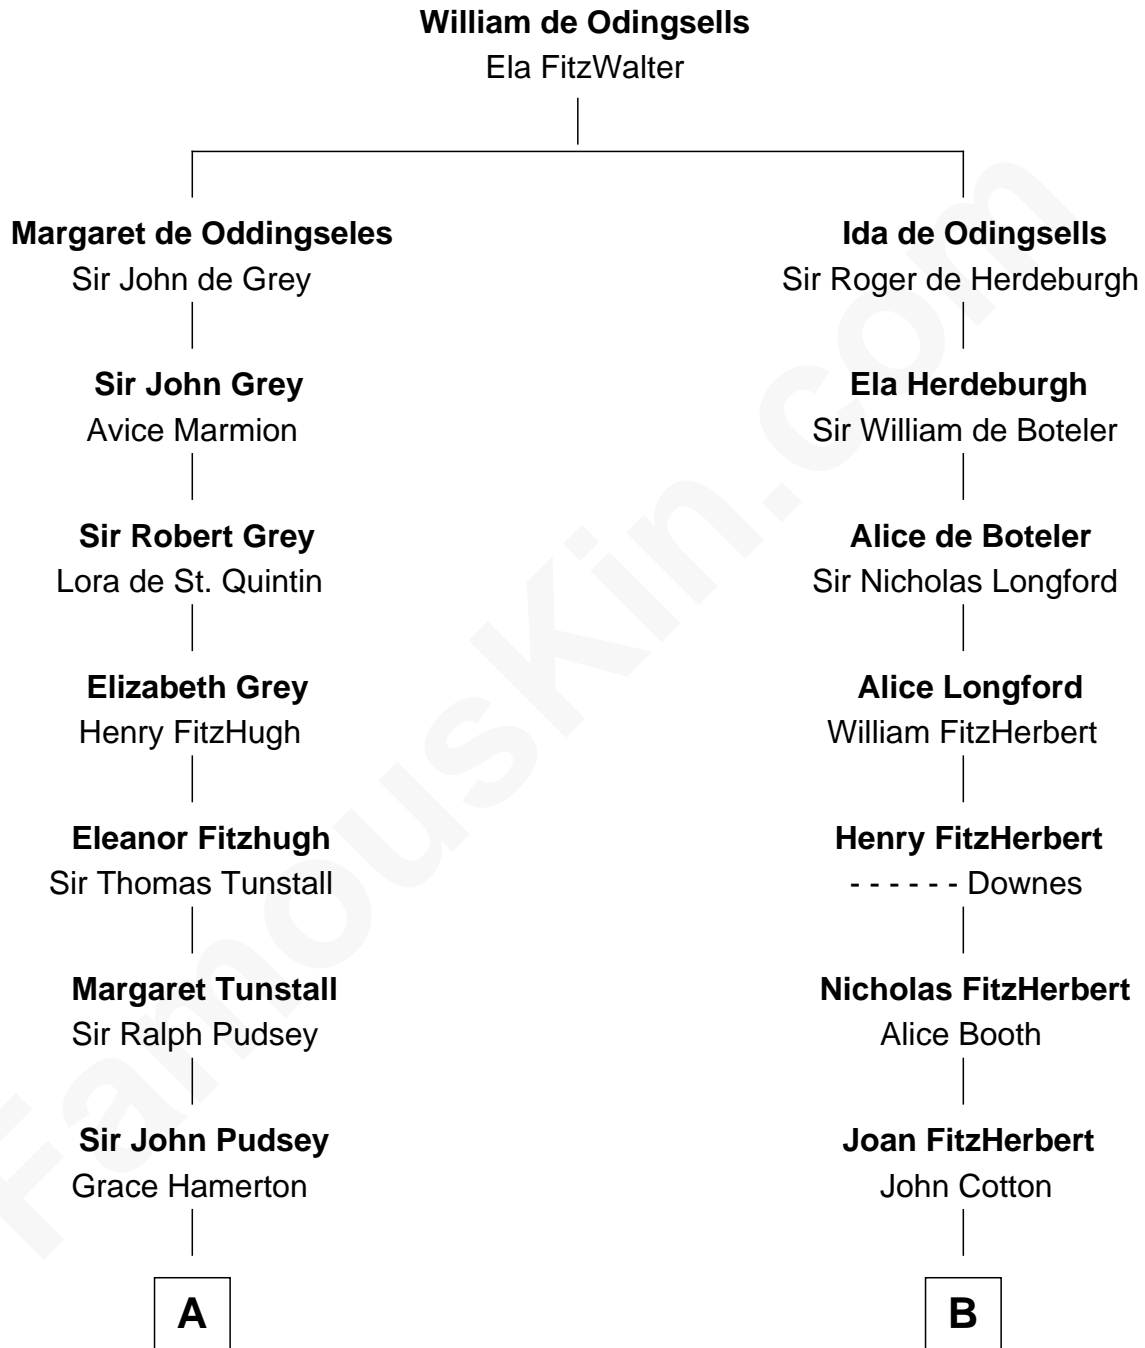 William de Odingsells
Ela FitzWalter
Margaret de Oddingseles
Sir John de Grey
Ida de Odingsells
Sir Roger de Herdeburgh
Sir John Grey
Avice Marmion
Ela Herdeburgh
Sir William de Boteler
Sir Robert Grey
Lora de St. Quintin
Alice de Boteler
Sir Nicholas Longford
Elizabeth Grey
Henry FitzHugh
Alice Longford
William FitzHerbert
Eleanor Fitzhugh
Sir Thomas Tunstall
Henry FitzHerbert
- - - - - - Downes
Margaret Tunstall
Sir Ralph Pudsey
Nicholas FitzHerbert
Alice Booth
Sir John Pudsey
Grace Hamerton
Joan FitzHerbert
John Cotton
A
B
FamousKin.com